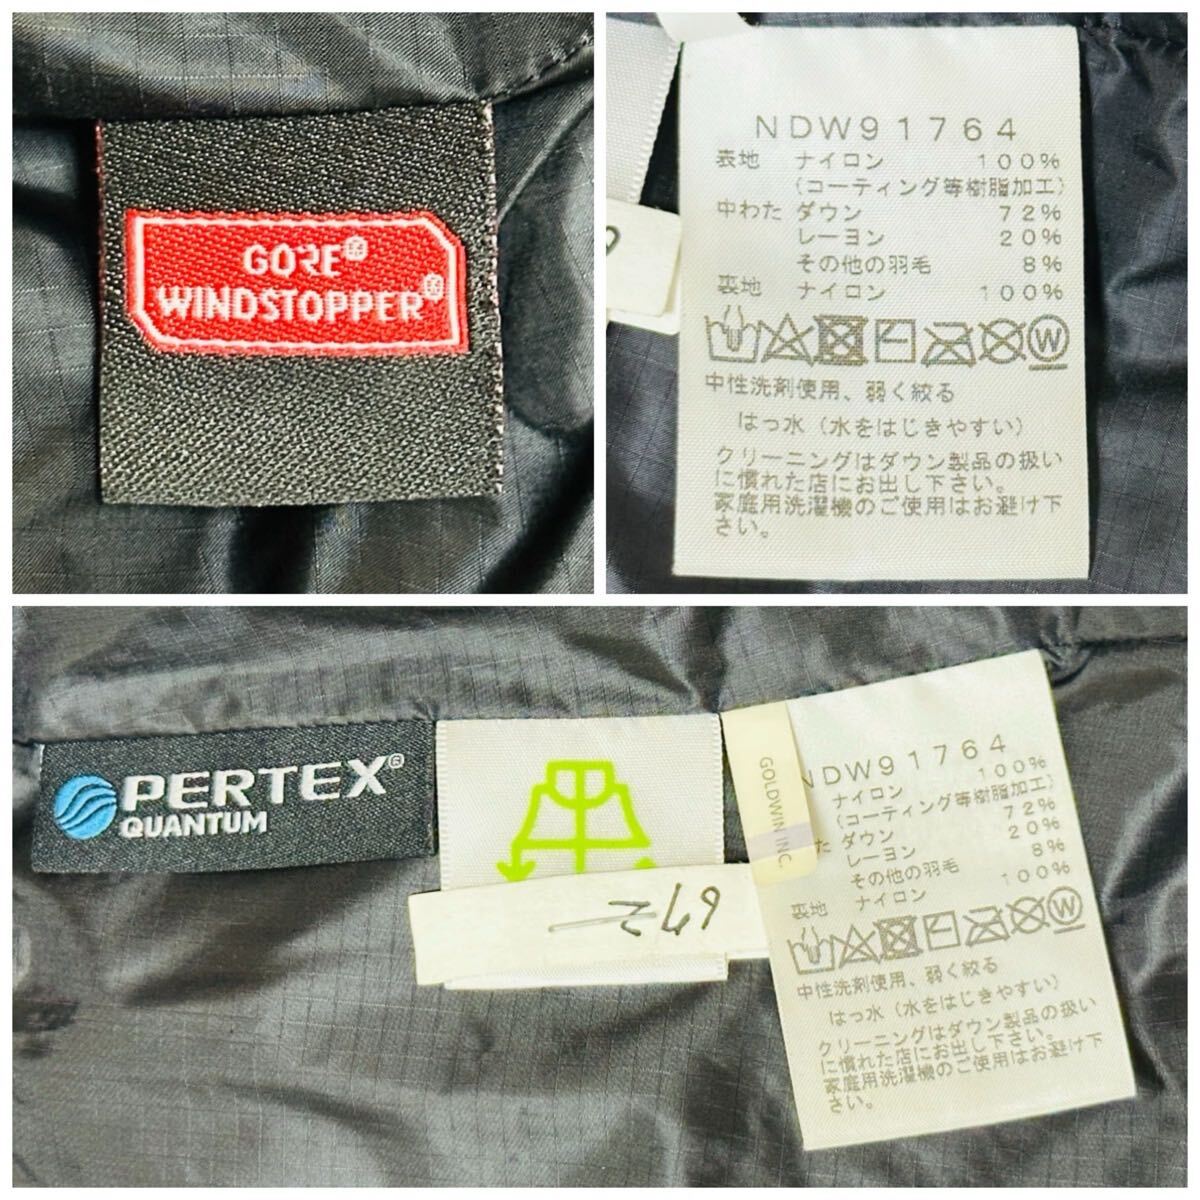 GORE®
WINDSTOPPER®
NDW91764
表地 ナイロン 100%
(コーティング等樹脂加工)
中わた ダウン 72%
レーヨン 20%
その他の羽毛 8%
裏地 ナイロン 100%
W
中性洗剤使用、弱く絞る
はっ水(水をはじきやすい)
クリーニングはダウン製品の扱い
に慣れた店にお出し下さい。
家庭用洗濯機のご使用はお避け下
さい。
PERTEX®
QUANTUM
GOLDWIN INC.
NDW91764
ナイロン 100%
(コーティング等樹脂加工)
た ダウン 72%
レーヨン 20%
その他の羽毛 8%
裏地 ナイロン 100%
W
中性洗剤使用、弱く絞る
はっ水(水をはじきやすい)
クリーニングはダウン製品の扱い
に慣れた店にお出し下さい。
家庭用洗濯機のご使用はお避け下
さい。